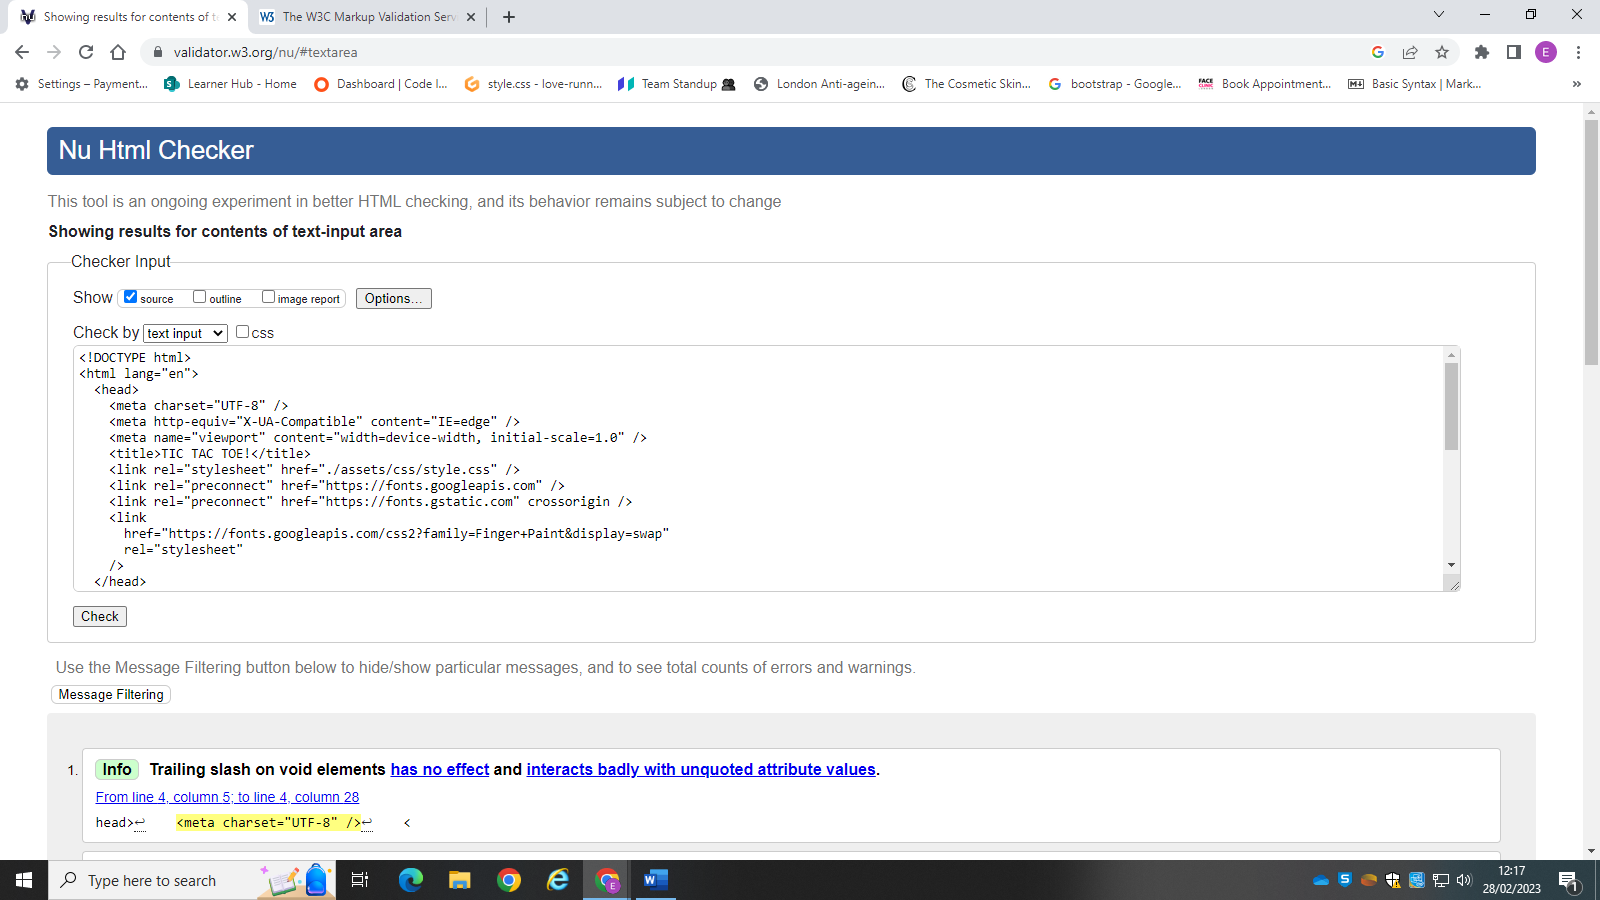 Showing results for contents of t
The W3C Markup Validation Serv
validator.w3.org/nu/#textarea
E
Settings – Payment...
Learner Hub - Home
Dashboard | Code I...
style.css - love-runn...
Team Standup
London Anti-agein...
The Cosmetic Skin...
bootstrap - Google...
Book Appointment...
Basic Syntax | Mark...
»
Nu Html Checker
This tool is an ongoing experiment in better HTML checking, and its behavior remains subject to change
Showing results for contents of text-input area
Checker Input
Show source outline image report Options...
Check by text input css
<!DOCTYPE html>
<html lang="en">
<head>
<meta charset="UTF-8" />
<meta http-equiv="X-UA-Compatible" content="IE=edge" />
<meta name="viewport" content="width=device-width, initial-scale=1.0" />
<title>TIC TAC TOE!</title>
<link rel="stylesheet" href="./assets/css/style.css" />
<link rel="preconnect" href="https://fonts.googleapis.com" />
<link rel="preconnect" href="https://fonts.gstatic.com" crossorigin />
<link
href="https://fonts.googleapis.com/css2?family=Finger+Paint&display=swap"
rel="stylesheet"
/>
</head>
Check
Use the Message Filtering button below to hide/show particular messages, and to see total counts of errors and warnings.
Message Filtering
1. Info Trailing slash on void elements has no effect and interacts badly with unquoted attribute values.
From line 4, column 5; to line 4, column 28
head>↩ <meta charset="UTF-8" />↩ <
Type here to search
12:17
28/02/2023
1